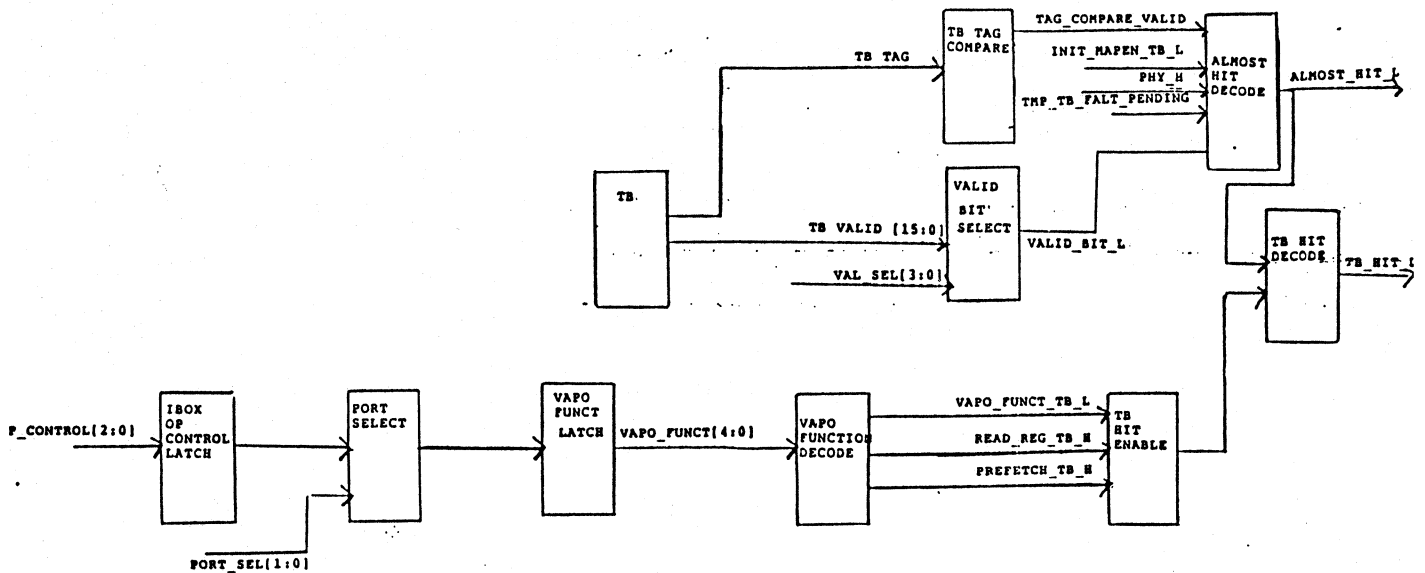 TAG_COMPARE_VALID
TB TAG
COMPARE
INIT_MAPEN_TB_L
TB TAG
PHY_H
ALMOST
HIT
DECODE
ALMOST_HIT_L
TMP_TB_FALT_PENDING
TB
VALID
BIT
SELECT
TB VALID [15:0]
VALID_BIT_L
VAL_SEL[3:0]
TB HIT
DECODE
TB_HIT_L
P_CONTROL[2:0]
IBOX
OP
CONTROL
LATCH
PORT
SELECT
PORT_SEL[1:0]
VAPO
FUNCT
LATCH
VAPO_FUNCT[4:0]
VAPO
FUNCTION
DECODE
VAPO_FUNCT_TB_L
READ_REG_TB_H
PREFETCH_TB_H
TB
HIT
ENABLE